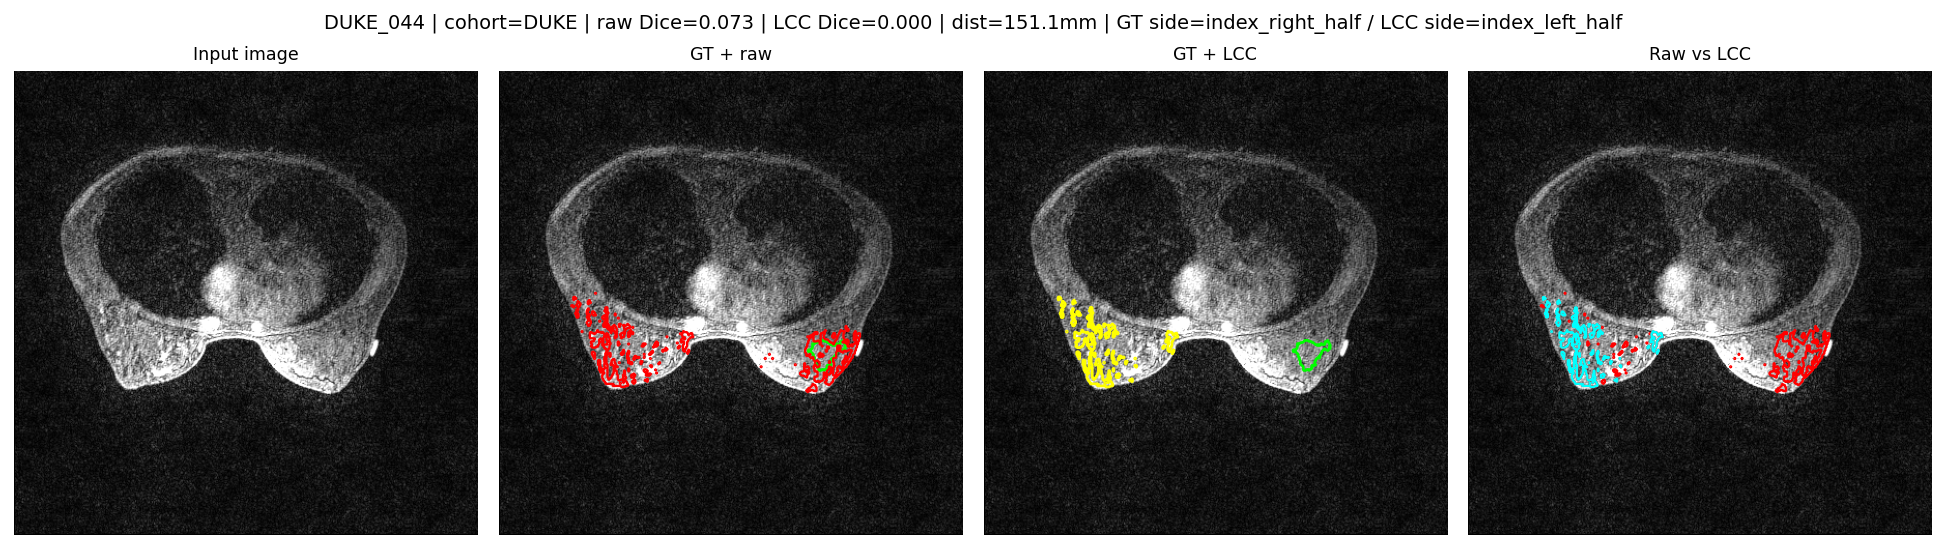 DUKE_044 | cohort=DUKE | raw Dice=0.073 | LCC Dice=0.000 | dist=151.1mm | GT side=index_right_half / LCC side=index_left_half
Input image
GT + raw
GT + LCC
Raw vs LCC